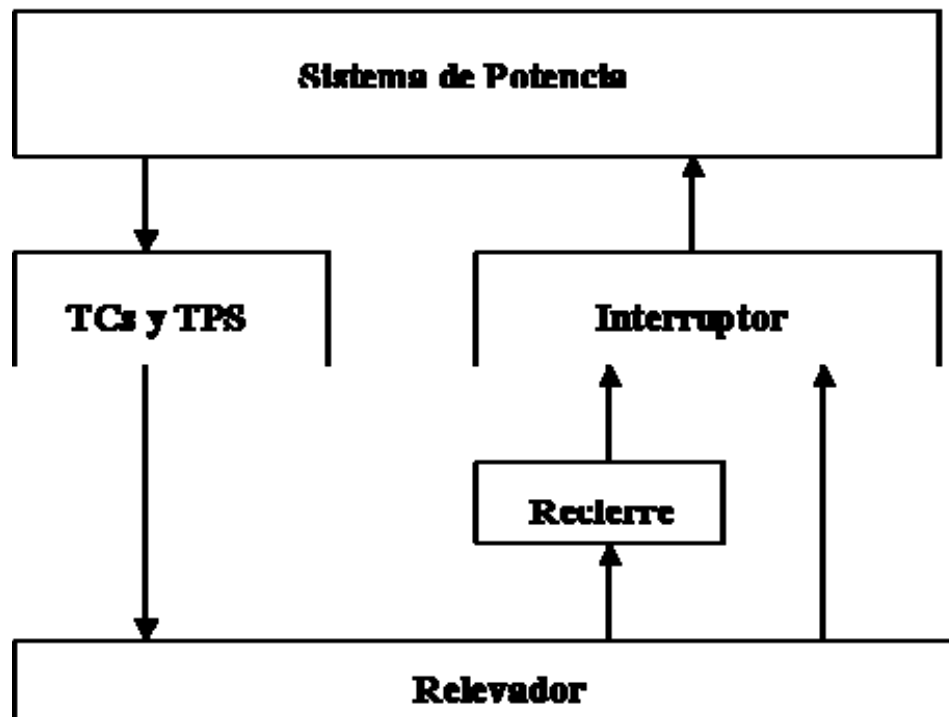 Sistema de Potencia
TCs y TPS
Interruptor
Recierre
Relevador